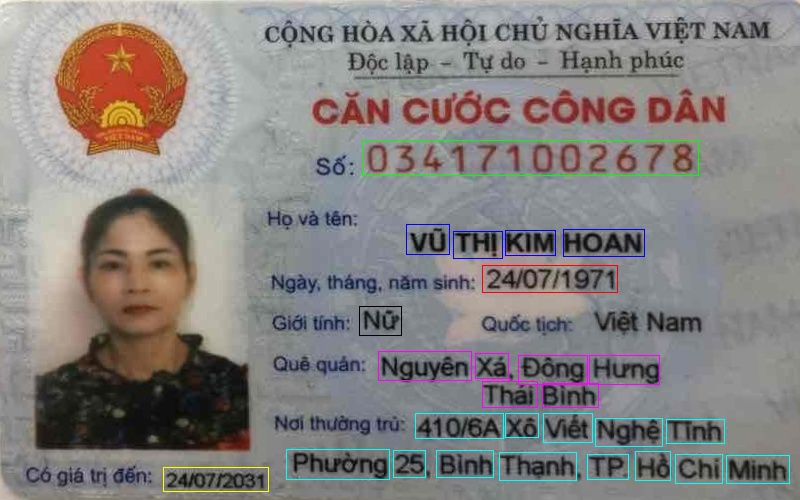 CỘNG HÒA XÃ HỘI CHỦ NGHĨA VIỆT NAM
Độc lập – Tự do – Hạnh phúc
CĂN CƯỚC CÔNG DÂN
Số: 034171002678
Họ và tên:
VŨ THỊ KIM HOAN
Ngày, tháng, năm sinh: 24/07/1971
Giới tính: Nữ Quốc tịch: Việt Nam
Quê quán: Nguyên Xá, Đông Hưng
Thái Bình
Nơi thường trú: 410/6A Xô Viết Nghệ Tĩnh
Phường 25, Bình Thạnh, TP. Hồ Chí Minh
Có giá trị đến: 24/07/2031